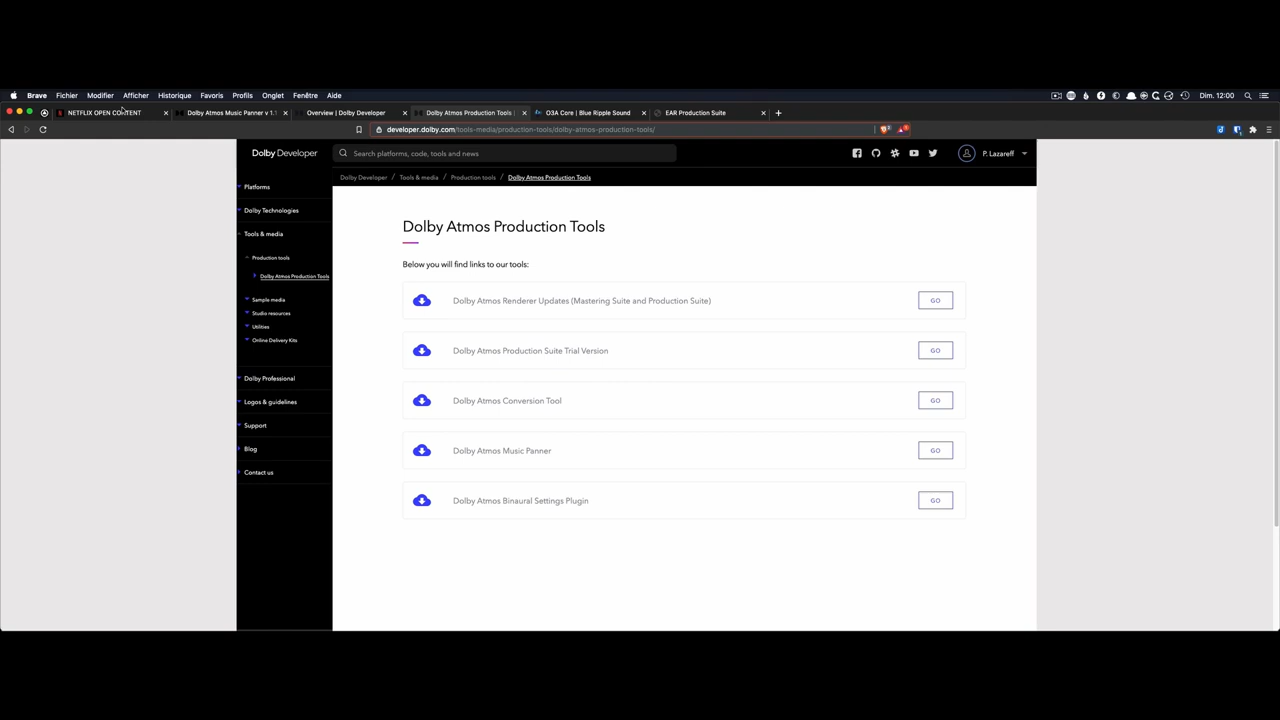 Brave Fichier Modifier Afficher Historique Favoris Profils Onglet Fenêtre Aide Dim. 12:00
NETFLIX OPEN CONTENT Dolby Atmos Music Panner v 1.1 Overview | Dolby Developer Dolby Atmos Production Tools | O3A Core | Blue Ripple Sound EAR Production Suite
developer.dolby.com/tools-media/production-tools/dolby-atmos-production-tools/
Dolby Developer Search platforms, code, tools and news P. Lazareff
Dolby Developer / Tools & media / Production tools / Dolby Atmos Production Tools
Platforms
Dolby Technologies
Tools & media
Production tools
Dolby Atmos Production Tools
Sample media
Studio resources
Utilities
Online Delivery Kits
Dolby Professional
Logos & guidelines
Support
Blog
Contact us
Dolby Atmos Production Tools
Below you will find links to our tools:
Dolby Atmos Renderer Updates (Mastering Suite and Production Suite) GO
Dolby Atmos Production Suite Trial Version GO
Dolby Atmos Conversion Tool GO
Dolby Atmos Music Panner GO
Dolby Atmos Binaural Settings Plugin GO